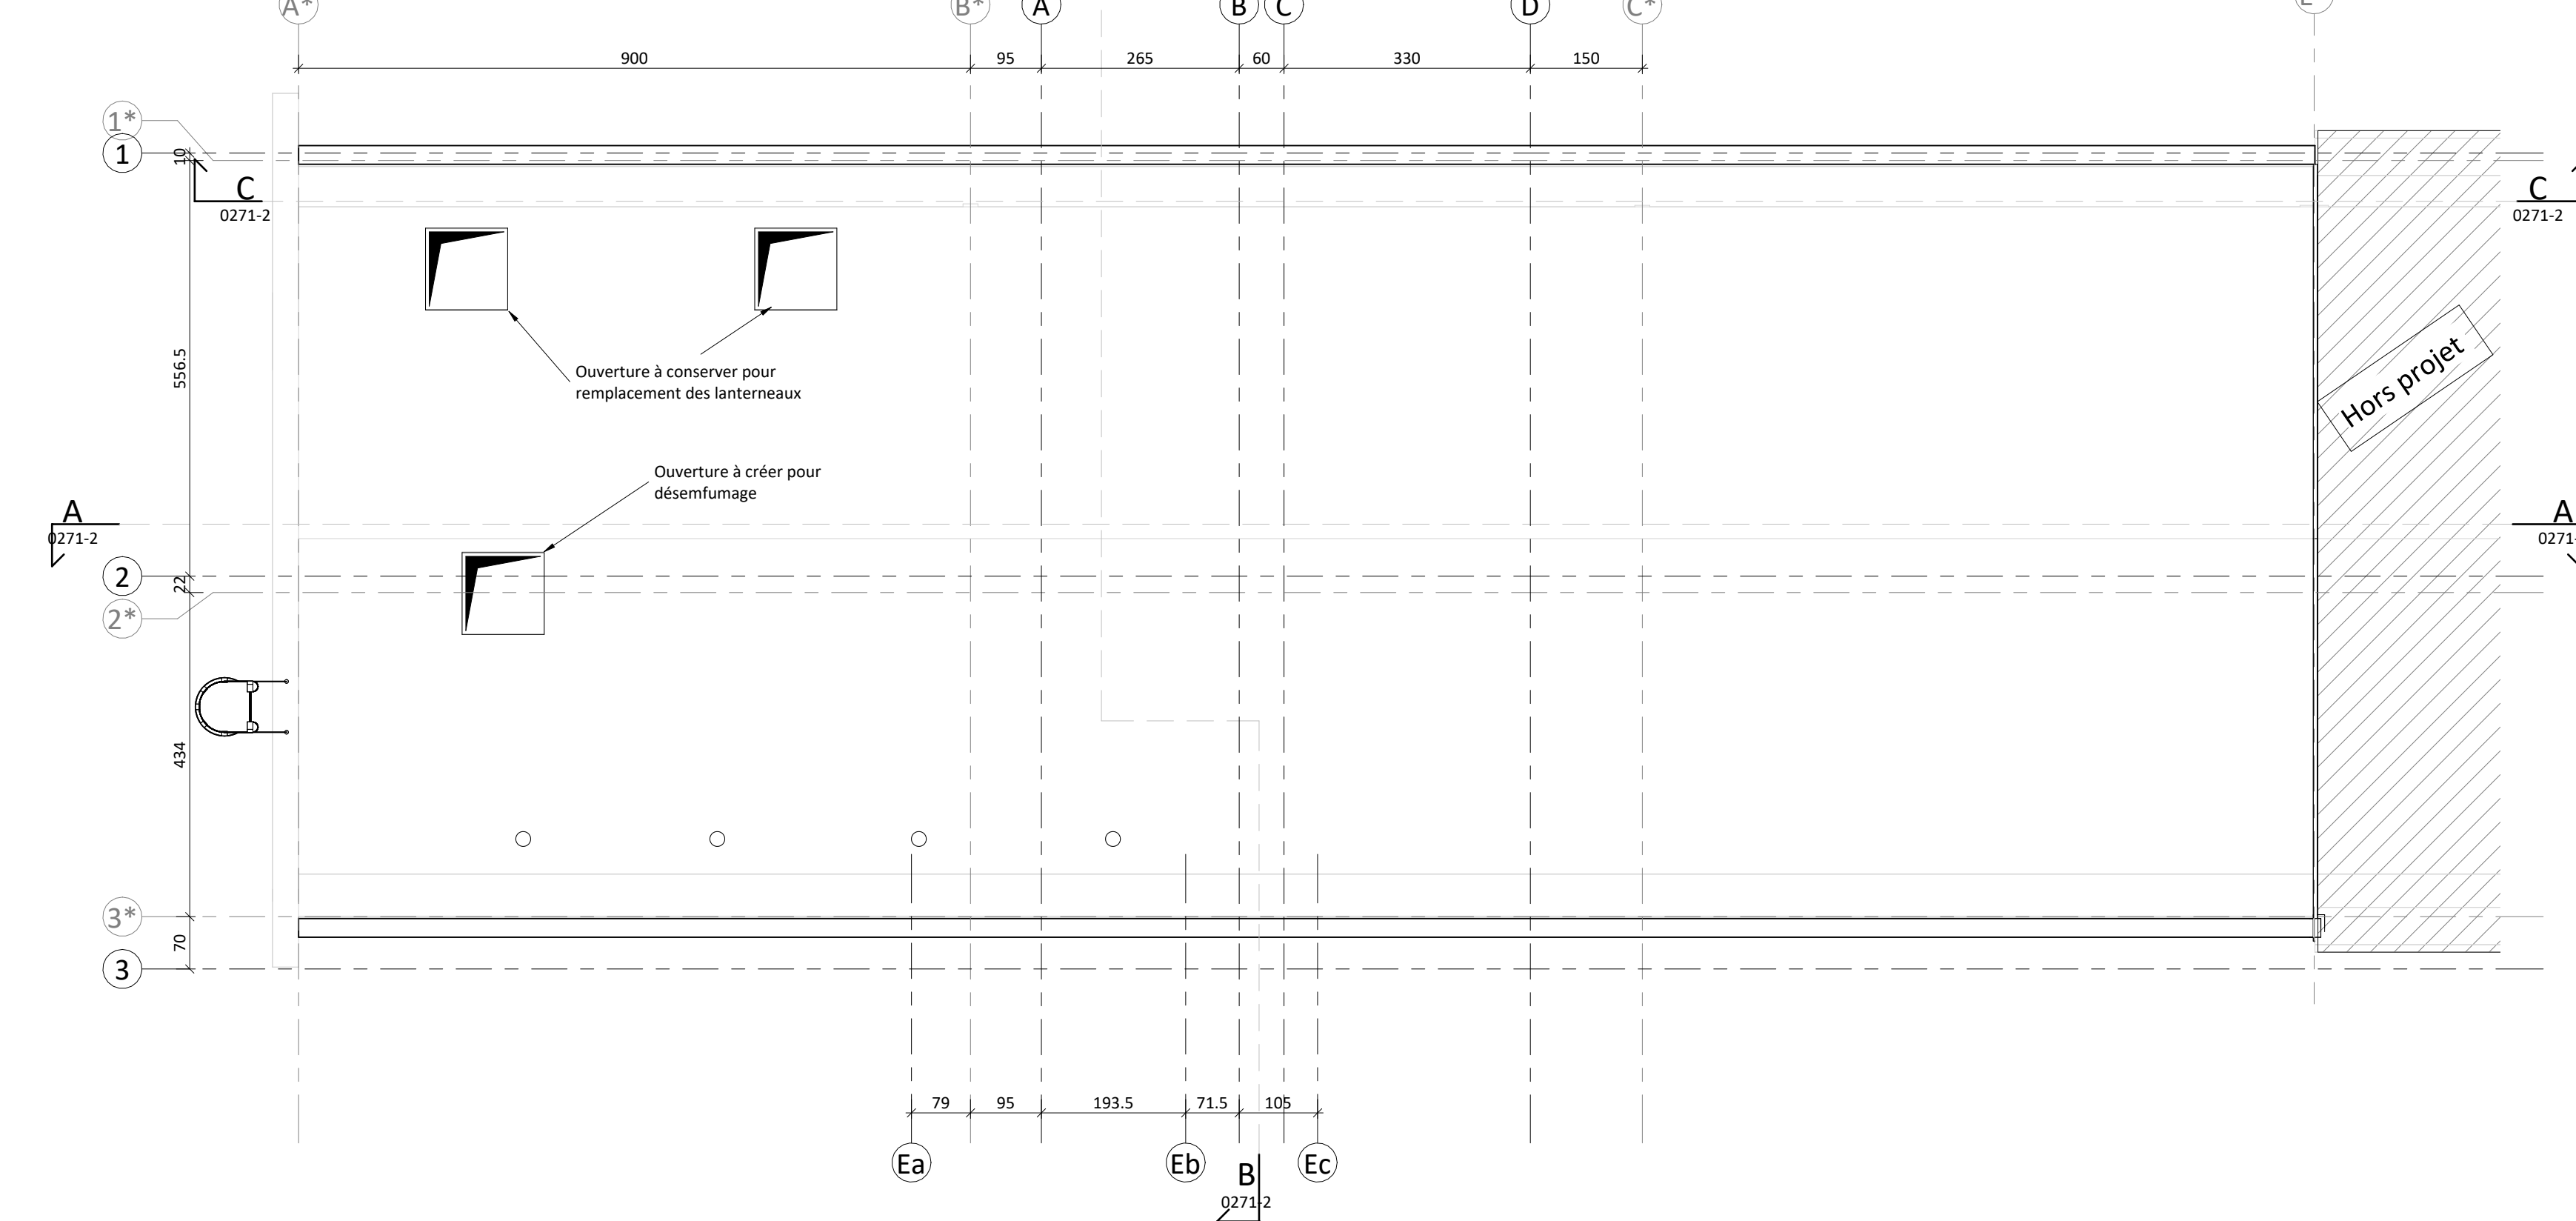 A* B* A B C D C*
900 95 265 60 330 150
1*
1
10
C
0271-2
C
0271-2
556.5
Ouverture à conserver pour
remplacement des lanterneaux
Hors projet
Ouverture à créer pour
désemfumage
A
0271-2
A
0271-
2
22
2*
434
3*
70
3
79 95 193.5 71.5 105
Ea Eb Ec
B
0271-2